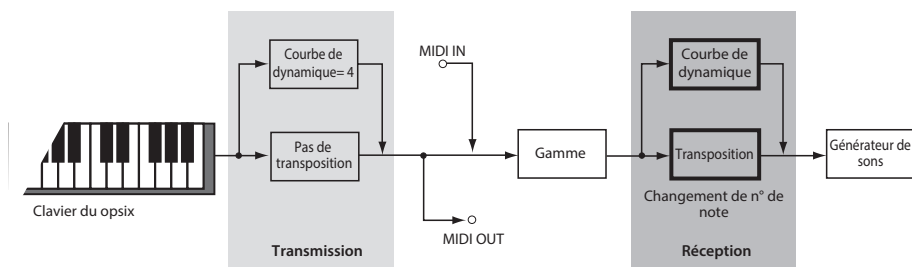 Courbe de
dynamique= 4
MIDI IN
Courbe de
dynamique
Pas de
transposition
Gamme
Transposition
Générateur de
sons
Clavier du opsix
Changement de n° de
note
MIDI OUT
Transmission
Réception